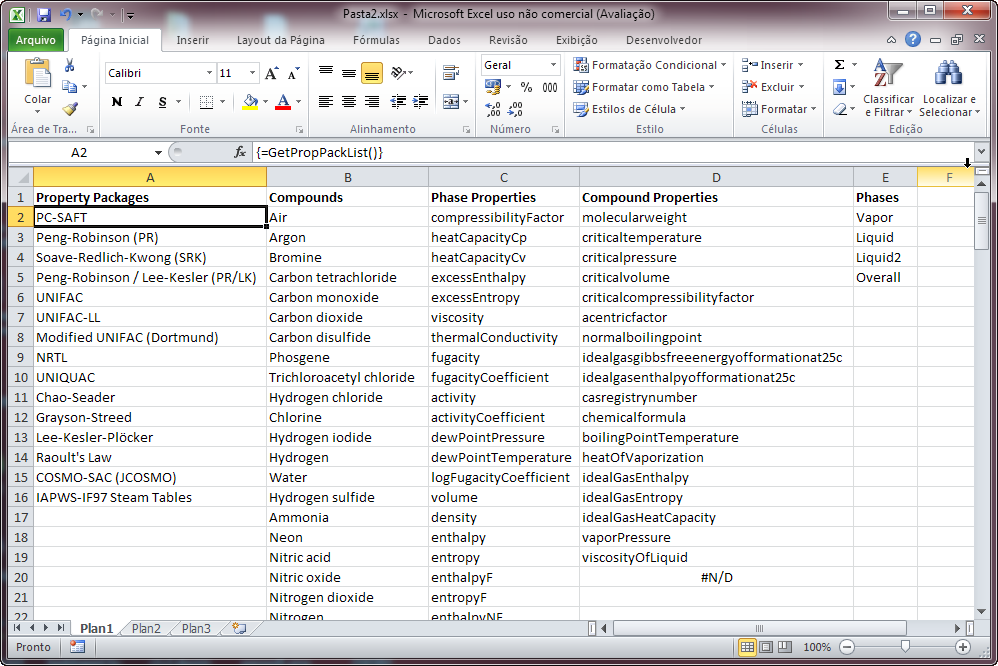 Pasta2.xlsx - Microsoft Excel uso não comercial (Avaliação)
Arquivo Página Inicial Inserir Layout da Página Fórmulas Dados Revisão Exibição Desenvolvedor
Calibri 11 Geral Formatação Condicional Inserir Σ
Colar N I S A % 000 Formatar como Tabela Excluir Classificar e Filtrar Localizar e Selecionar
Estilos de Célula Formatar
Área de Tra... Fonte Alinhamento Número Estilo Células Edição
A2 fx {=GetPropPackList()}
A B C D E F
1 Property Packages Compounds Phase Properties Compound Properties Phases
2 PC-SAFT Air compressibilityFactor molecularweight Vapor
3 Peng-Robinson (PR) Argon heatCapacityCp criticaltemperature Liquid
4 Soave-Redlich-Kwong (SRK) Bromine heatCapacityCv criticalpressure Liquid2
5 Peng-Robinson / Lee-Kesler (PR/LK) Carbon tetrachloride excessEnthalpy criticalvolume Overall
6 UNIFAC Carbon monoxide excessEntropy criticalcompressibilityfactor
7 UNIFAC-LL Carbon dioxide viscosity acentricfactor
8 Modified UNIFAC (Dortmund) Carbon disulfide thermalConductivity normalboilingpoint
9 NRTL Phosgene fugacity idealgasgibbsfreeenergyofformationat25c
10 UNIQUAC Trichloroacetyl chloride fugacityCoefficient idealgasenthalpyofformationat25c
11 Chao-Seader Hydrogen chloride activity casregistrynumber
12 Grayson-Streed Chlorine activityCoefficient chemicalformula
13 Lee-Kesler-Plöcker Hydrogen iodide dewPointPressure boilingPointTemperature
14 Raoult's Law Hydrogen dewPointTemperature heatOfVaporization
15 COSMO-SAC (JCOSMO) Water logFugacityCoefficient idealGasEnthalpy
16 IAPWS-IF97 Steam Tables Hydrogen sulfide volume idealGasEntropy
17 Ammonia density idealGasHeatCapacity
18 Neon enthalpy vaporPressure
19 Nitric acid entropy viscosityOfLiquid
20 Nitric oxide enthalpyF #N/D
21 Nitrogen dioxide entropyF
22 Nitrogen enthalpyNF
Plan1 Plan2 Plan3
Pronto 100%